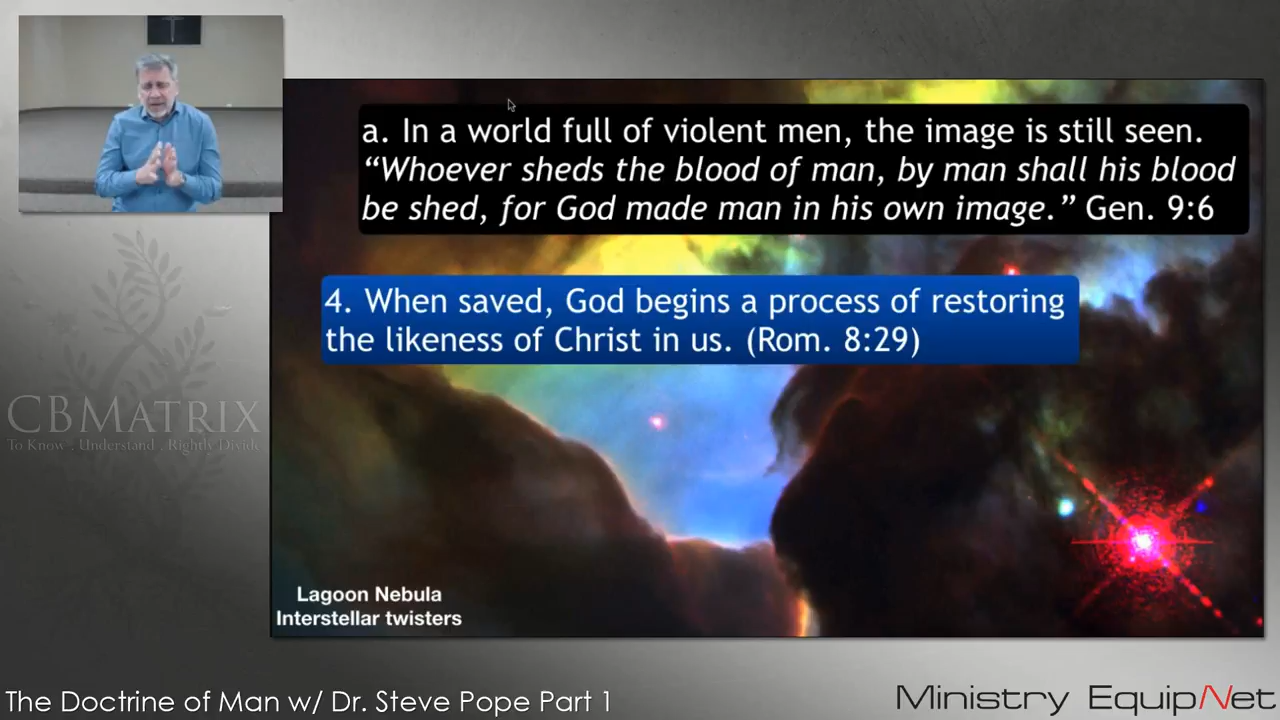 a. In a world full of violent men, the image is still seen.
“Whoever sheds the blood of man, by man shall his blood
be shed, for God made man in his own image.” Gen. 9:6
4. When saved, God begins a process of restoring
the likeness of Christ in us. (Rom. 8:29)
CBMATRIX
To Know . Understand . Rightly Divide
Lagoon Nebula
Interstellar twisters
The Doctrine of Man w/ Dr. Steve Pope Part 1
Ministry EquipNet